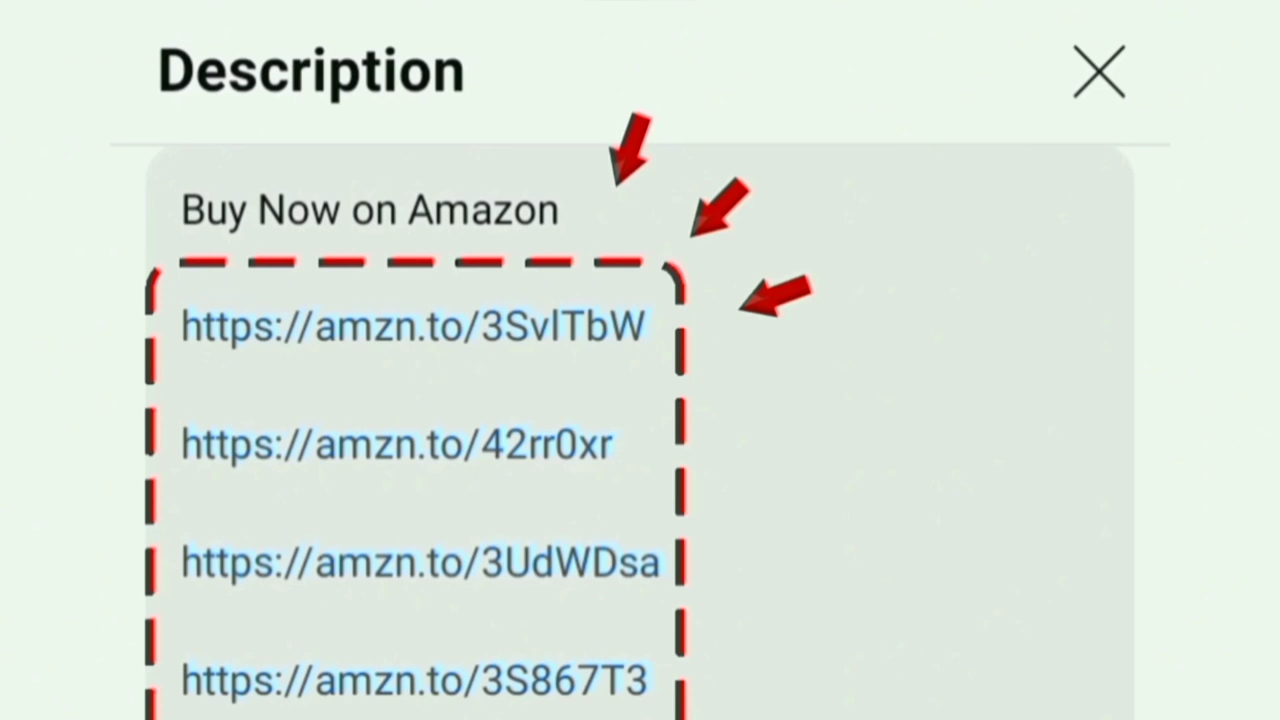 Description
Buy Now on Amazon
https://amzn.to/3SvlTbW
https://amzn.to/42rr0xr
https://amzn.to/3UdWDsa
https://amzn.to/3S867T3